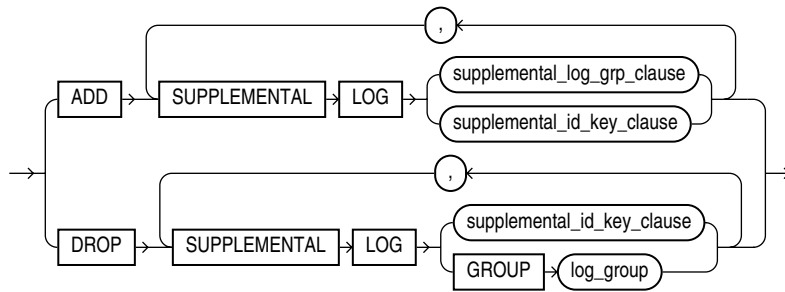 ,
ADD SUPPLEMENTAL LOG supplemental_log_grp_clause
supplemental_id_key_clause
,
DROP SUPPLEMENTAL LOG supplemental_id_key_clause
GROUP log_group